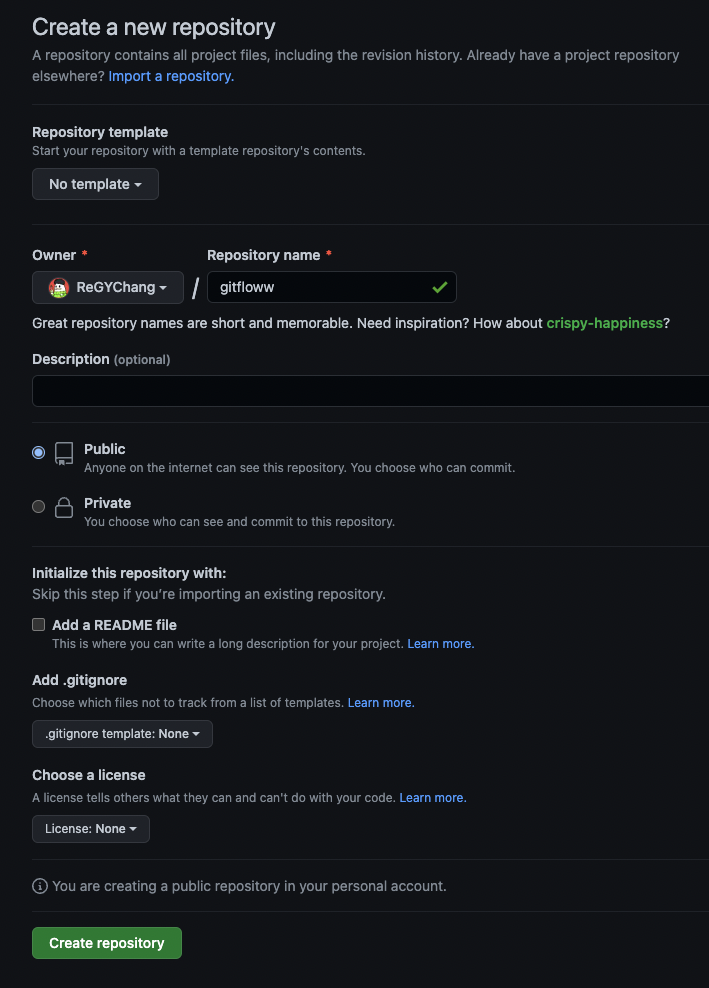 Create a new repository
A repository contains all project files, including the revision history. Already have a project repository
elsewhere? Import a repository.
Repository template
Start your repository with a template repository's contents.
No template
Owner * Repository name *
ReGYChang / gitfloww
Great repository names are short and memorable. Need inspiration? How about crispy-happiness?
Description (optional)
Public
Anyone on the internet can see this repository. You choose who can commit.
Private
You choose who can see and commit to this repository.
Initialize this repository with:
Skip this step if you're importing an existing repository.
Add a README file
This is where you can write a long description for your project. Learn more.
Add .gitignore
Choose which files not to track from a list of templates. Learn more.
.gitignore template: None
Choose a license
A license tells others what they can and can't do with your code. Learn more.
License: None
You are creating a public repository in your personal account.
Create repository